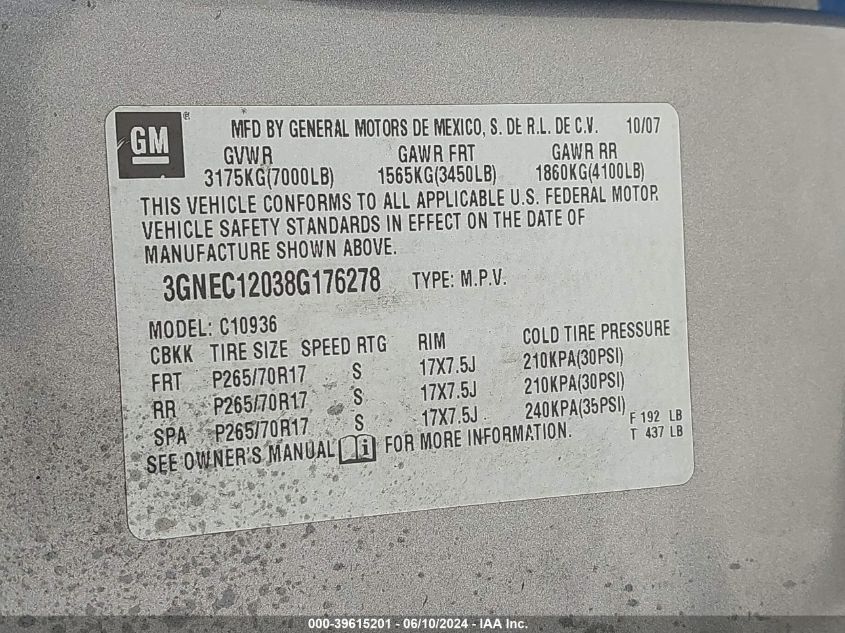 GM ® MFD BY GENERAL MOTORS DE MEXICO, S. DE R.L. DE C.V. 10/07
GVWR GAWR FRT GAWR RR
3175KG(7000LB) 1565KG(3450LB) 1860KG(4100LB)
THIS VEHICLE CONFORMS TO ALL APPLICABLE U.S. FEDERAL MOTOR
VEHICLE SAFETY STANDARDS IN EFFECT ON THE DATE OF
MANUFACTURE SHOWN ABOVE.
3GNEC12038G176278 TYPE: M.P.V.
MODEL: C10936
CBKK TIRE SIZE SPEED RTG RIM COLD TIRE PRESSURE
FRT P265/70R17 S 17X7.5J 210KPA(30PSI)
RR P265/70R17 S 17X7.5J 210KPA(30PSI)
SPA P265/70R17 S 17X7.5J 240KPA(35PSI) F 192 LB
T 437 LB
SEE OWNER'S MANUAL i FOR MORE INFORMATION.
000-39615201 - 06/10/2024 - IAA Inc.